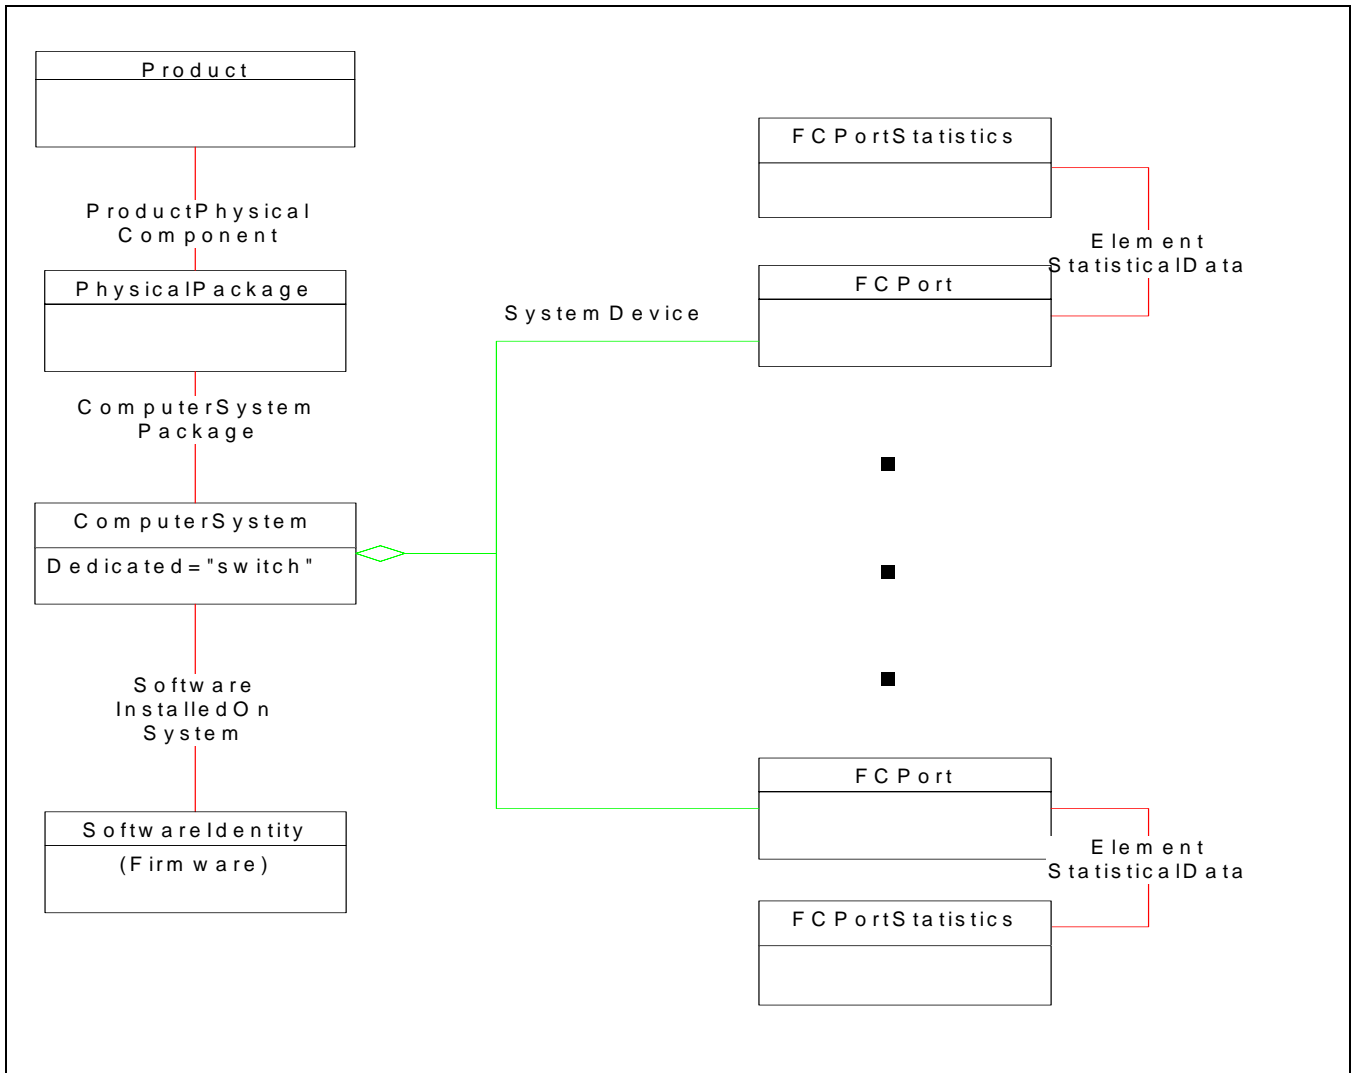 Product
ProductPhysical
Component
PhysicalPackage
ComputerSystem
Package
ComputerSystem
Dedicated="switch"
Software
InstalledOn
System
SoftwareIdentity
(Firmware)
SystemDevice
FCPortStatistics
Element
StatisticalData
FCPort
FCPort
Element
StatisticalData
FCPortStatistics